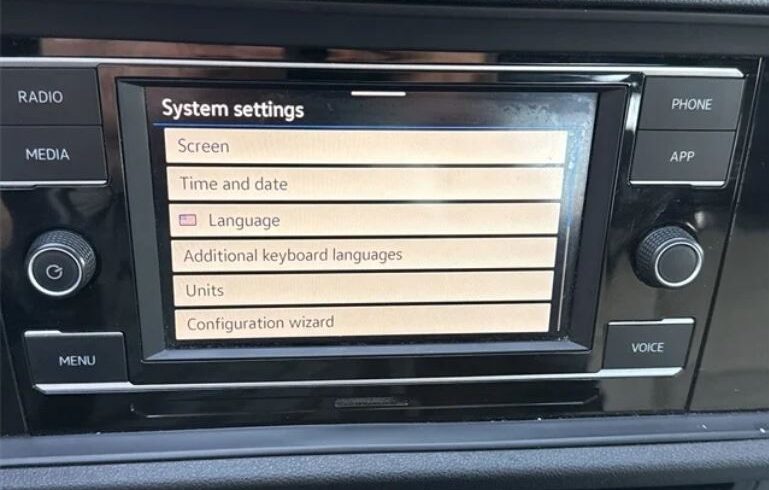 RADIO
MEDIA
MENU
System settings
Screen
Time and date
Language
Additional keyboard languages
Units
Configuration wizard
PHONE
APP
VOICE